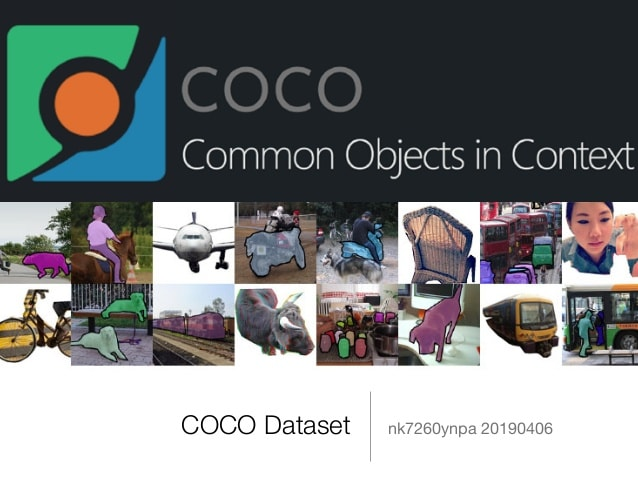 COCO
Common Objects in Context
COCO Dataset
nk7260ynpa 20190406